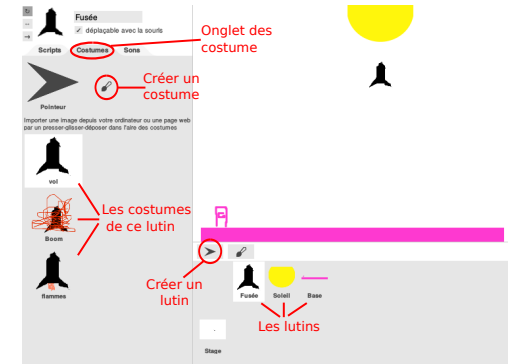 Fusée
déplaçable avec la souris
Scripts Costumes Sons
Onglet des
costume
Pointeur
Créer un
costume
Importer une image depuis votre ordinateur ou une page web
par un presser-glisser-déposer dans l'aire des costumes
vol
Les costumes
de ce lutin
Boom
flammes
Créer un
lutin
Fusée Soleil Base
Les lutins
Stage